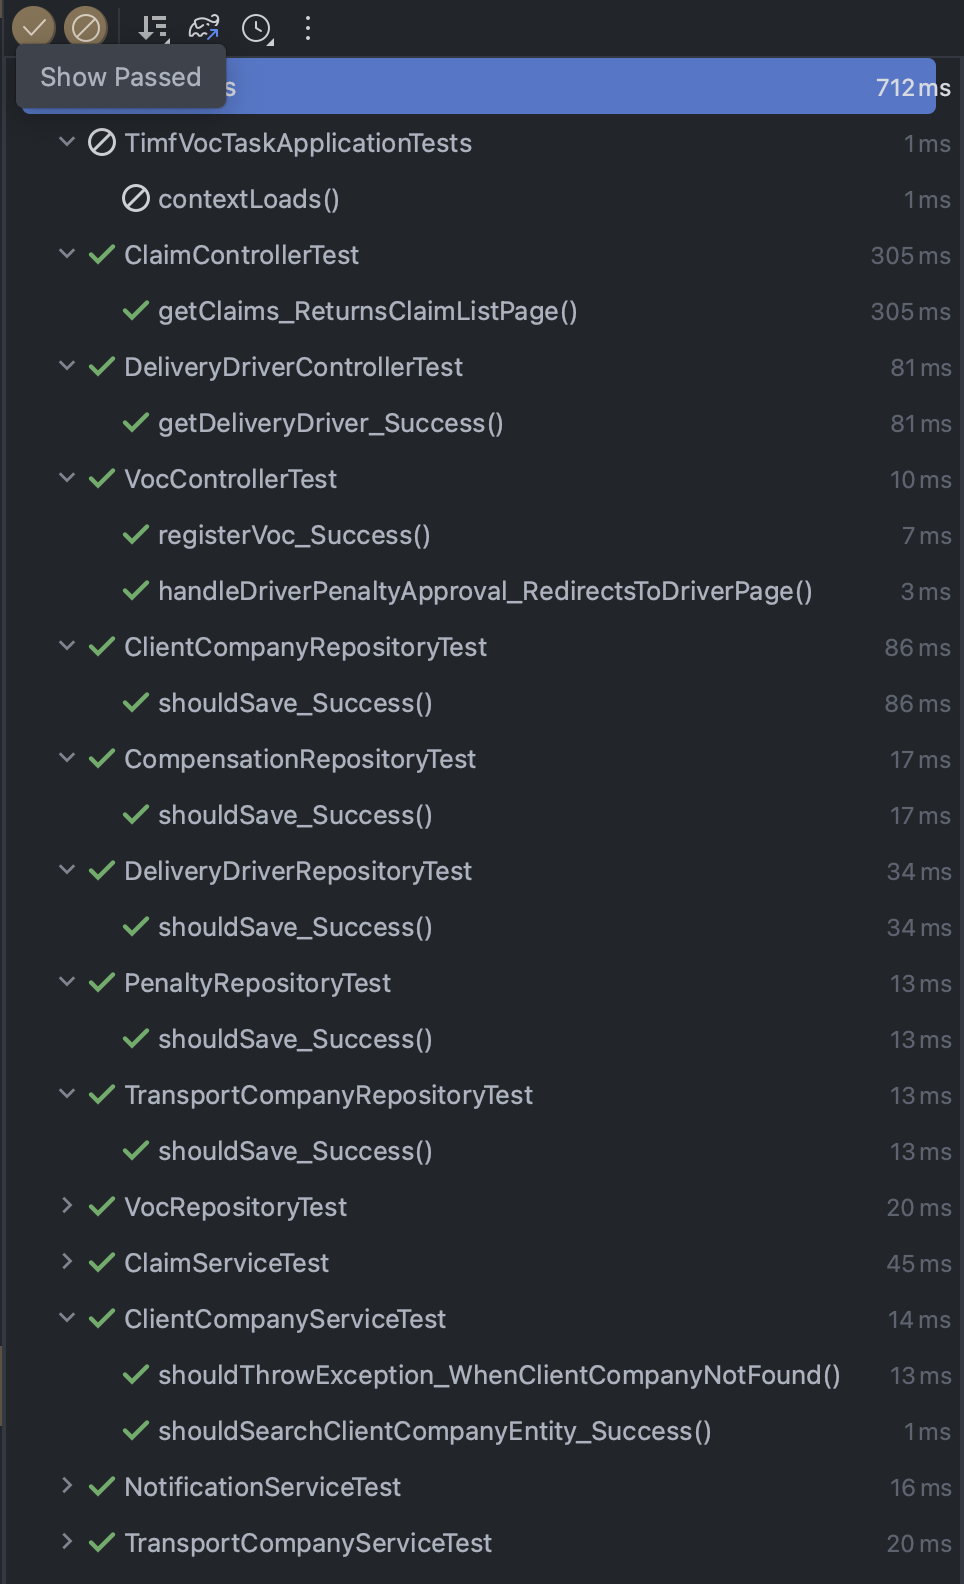 Show Passed
s 712 ms
TimfVocTaskApplicationTests 1 ms
contextLoads() 1 ms
ClaimControllerTest 305 ms
getClaims_ReturnsClaimListPage() 305 ms
DeliveryDriverControllerTest 81 ms
getDeliveryDriver_Success() 81 ms
VocControllerTest 10 ms
registerVoc_Success() 7 ms
handleDriverPenaltyApproval_RedirectsToDriverPage() 3 ms
ClientCompanyRepositoryTest 86 ms
shouldSave_Success() 86 ms
CompensationRepositoryTest 17 ms
shouldSave_Success() 17 ms
DeliveryDriverRepositoryTest 34 ms
shouldSave_Success() 34 ms
PenaltyRepositoryTest 13 ms
shouldSave_Success() 13 ms
TransportCompanyRepositoryTest 13 ms
shouldSave_Success() 13 ms
VocRepositoryTest 20 ms
ClaimServiceTest 45 ms
ClientCompanyServiceTest 14 ms
shouldThrowException_WhenClientCompanyNotFound() 13 ms
shouldSearchClientCompanyEntity_Success() 1 ms
NotificationServiceTest 16 ms
TransportCompanyServiceTest 20 ms